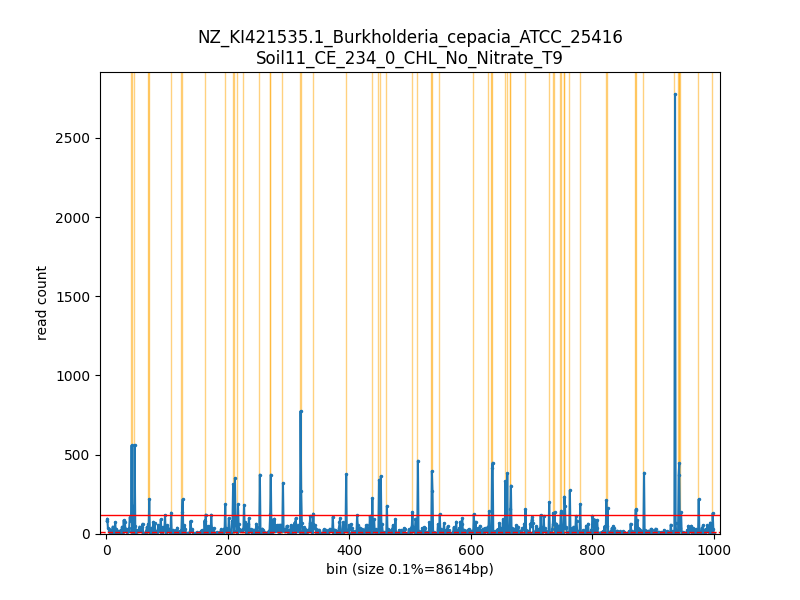 NZ_KI421535.1_Burkholderia_cepacia_ATCC_25416
Soil11_CE_234_0_CHL_No_Nitrate_T9
read count
2500
2000
1500
1000
500
0
0 200 400 600 800 1000
bin (size 0.1%=8614bp)